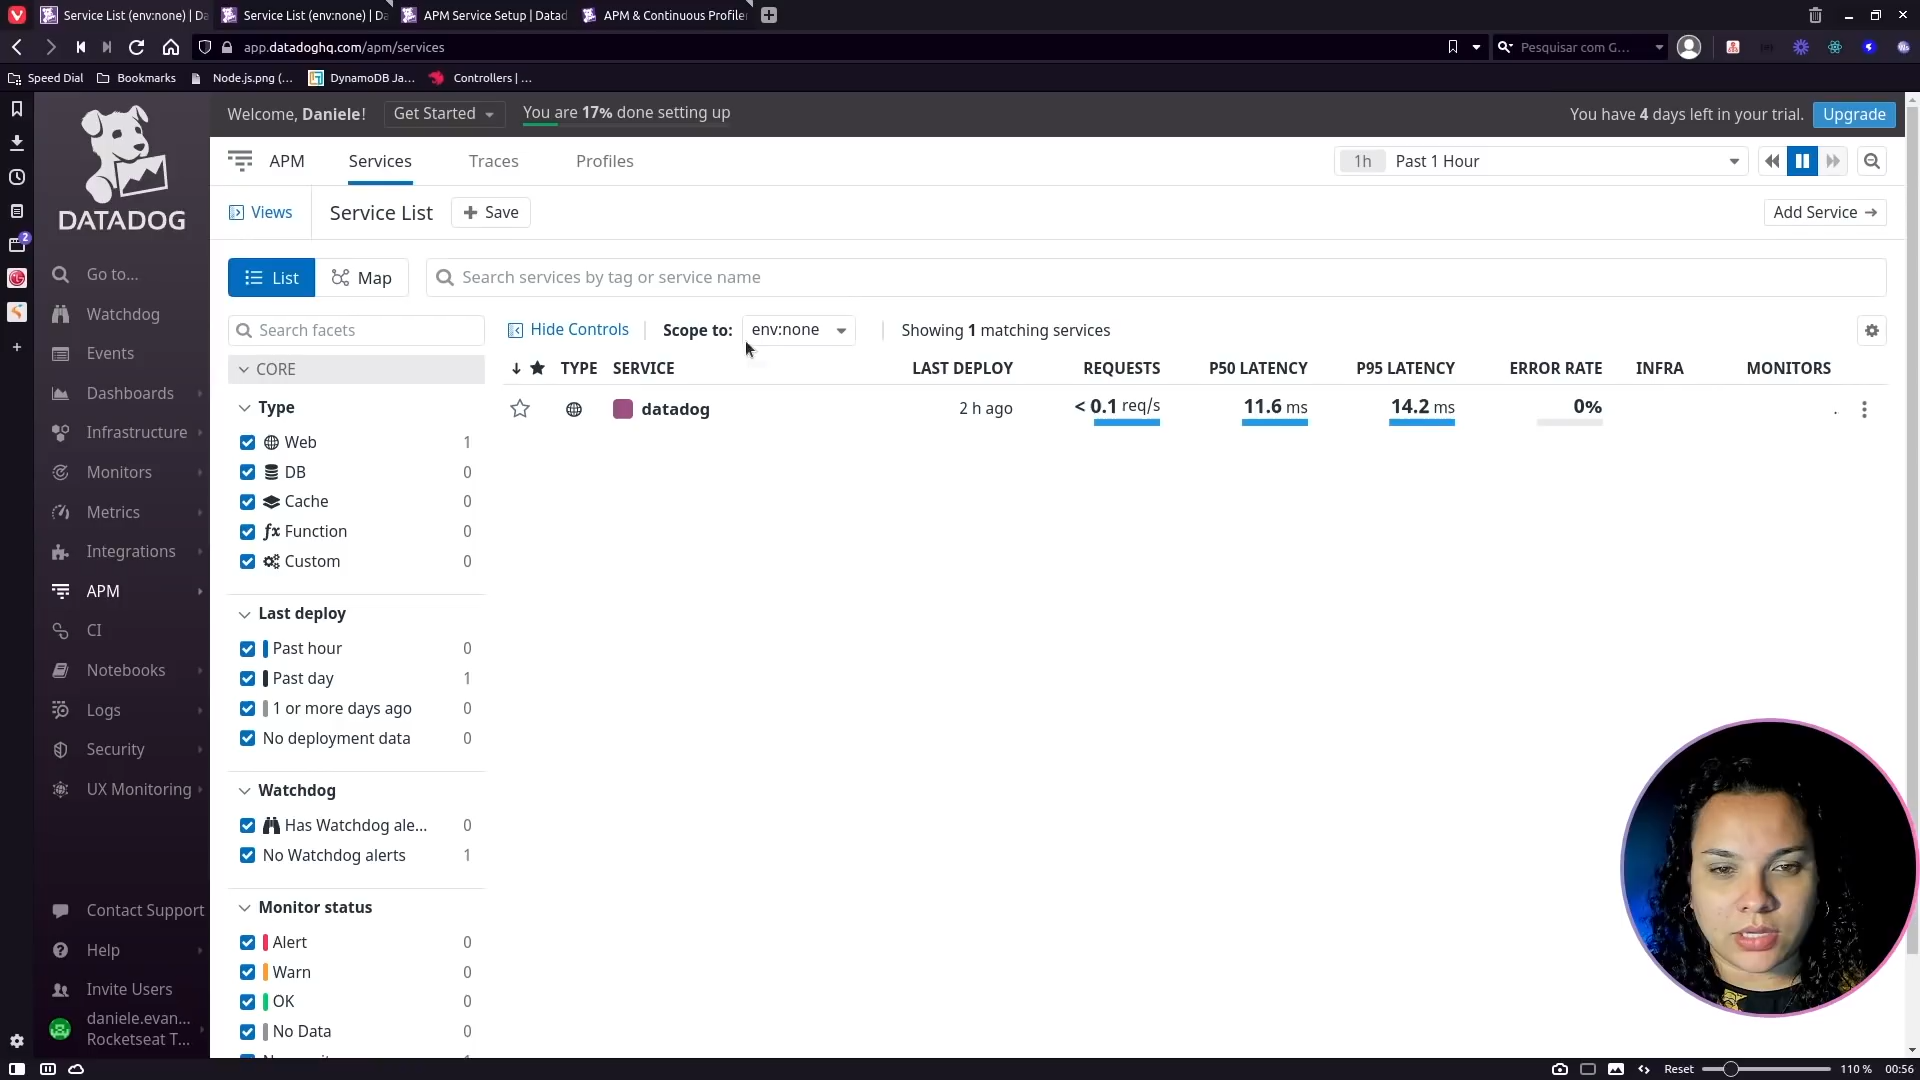 Service List (env:none) | Da
Service List (env:none) | Da
APM Service Setup | Datad
APM & Continuous Profiler
app.datadoghq.com/apm/services
Pesquisar com G...
Speed Dial
Bookmarks
Node.js.png (...
DynamoDB Ja...
Controllers | ...
DATADOG
Welcome, Daniele!
Get Started
You are 17% done setting up
You have 4 days left in your trial.
Upgrade
APM
Services
Traces
Profiles
1h Past 1 Hour
Views
Service List
Save
Add Service
2
Go to...
Watchdog
Events
Dashboards
Infrastructure
Monitors
Metrics
Integrations
APM
CI
Notebooks
Logs
Security
UX Monitoring
Contact Support
Help
Invite Users
daniele.evan...
Rocketseat T...
List
Map
Search services by tag or service name
Search facets
Hide Controls
Scope to: env:none
Showing 1 matching services
CORE
Type
Web 1
DB 0
Cache 0
Function 0
Custom 0
Last deploy
Past hour 0
Past day 1
1 or more days ago 0
No deployment data 0
Watchdog
Has Watchdog ale... 0
No Watchdog alerts 1
Monitor status
Alert 0
Warn 0
OK 0
No Data 0
TYPE SERVICE LAST DEPLOY REQUESTS P50 LATENCY P95 LATENCY ERROR RATE INFRA MONITORS
datadog 2 h ago < 0.1 req/s 11.6 ms 14.2 ms 0% .
Reset
110 %
00:56